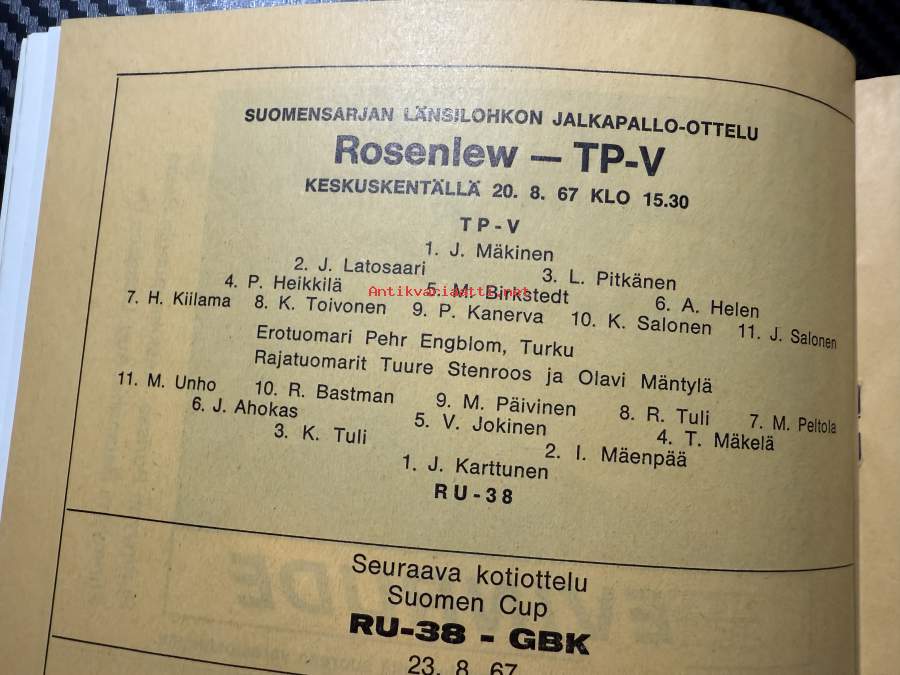 SUOMENSARJAN LÄNSILOHKON JALKAPALLO-OTTELU
Rosenlew — TP-V
KESKUSKENTÄLLÄ 20. 8. 67 KLO 15.30
TP-V
1. J. Mäkinen
2. J. Latosaari 3. L. Pitkänen
4. P. Heikkilä 5. M. Birkstedt 6. A. Helen
Antikvariaatti.net
7. H. Kiilama 8. K. Toivonen 9. P. Kanerva 10. K. Salonen 11. J. Salonen
Erotuomari Pehr Engblom, Turku
Rajatuomarit Tuure Stenroos ja Olavi Mäntylä
11. M. Unho 10. R. Bastman 9. M. Päivinen 8. R. Tuli 7. M. Peltola
6. J. Ahokas 5. V. Jokinen 4. T. Mäkelä
3. K. Tuli 2. I. Mäenpää
1. J. Karttunen
RU-38
Seuraava kotiottelu
Suomen Cup
RU-38 - GBK
23. 8. 67